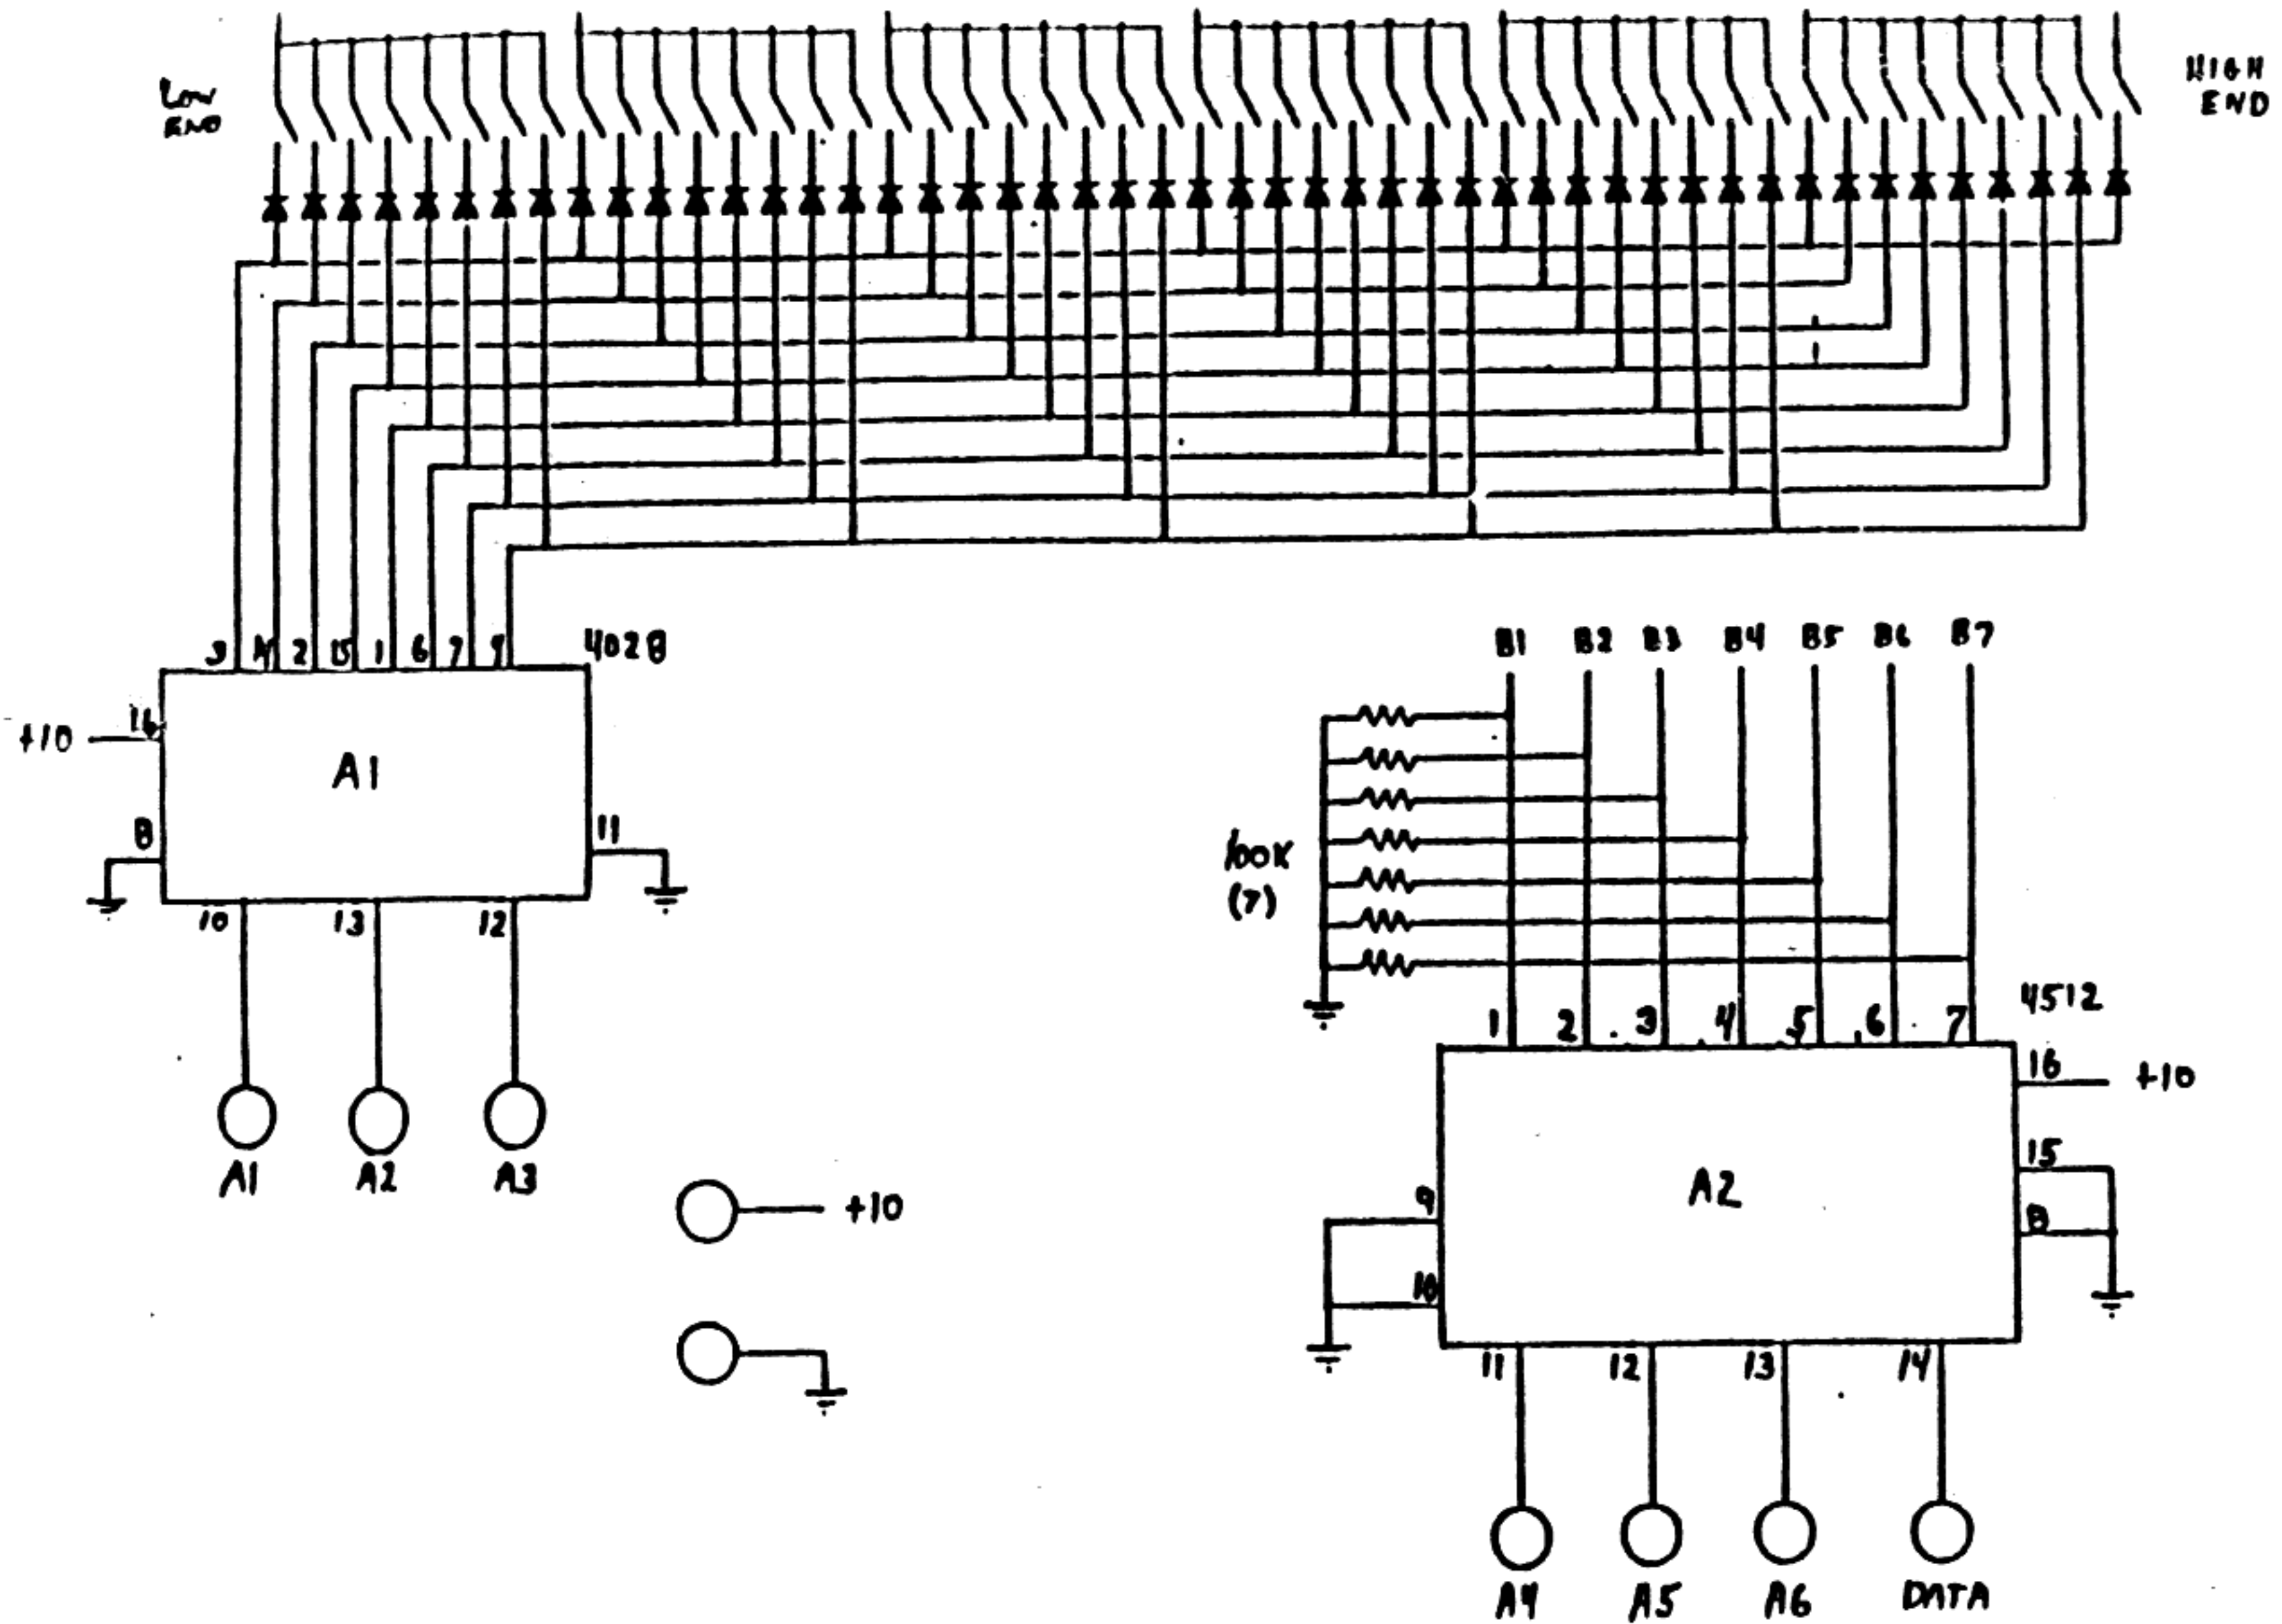 LOW
END
HIGH
END
3 14 2 15 1 6 7 9
4028
+10
16
A1
8
11
10 13 12
A1 A2 A3
+10
B1 B2 B3 B4 B5 B6 B7
100K
(7)
1 2 3 4 5 6 7
4512
16
+10
15
8
A2
9
10
11 12 13 14
A4 A5 A6 DATA